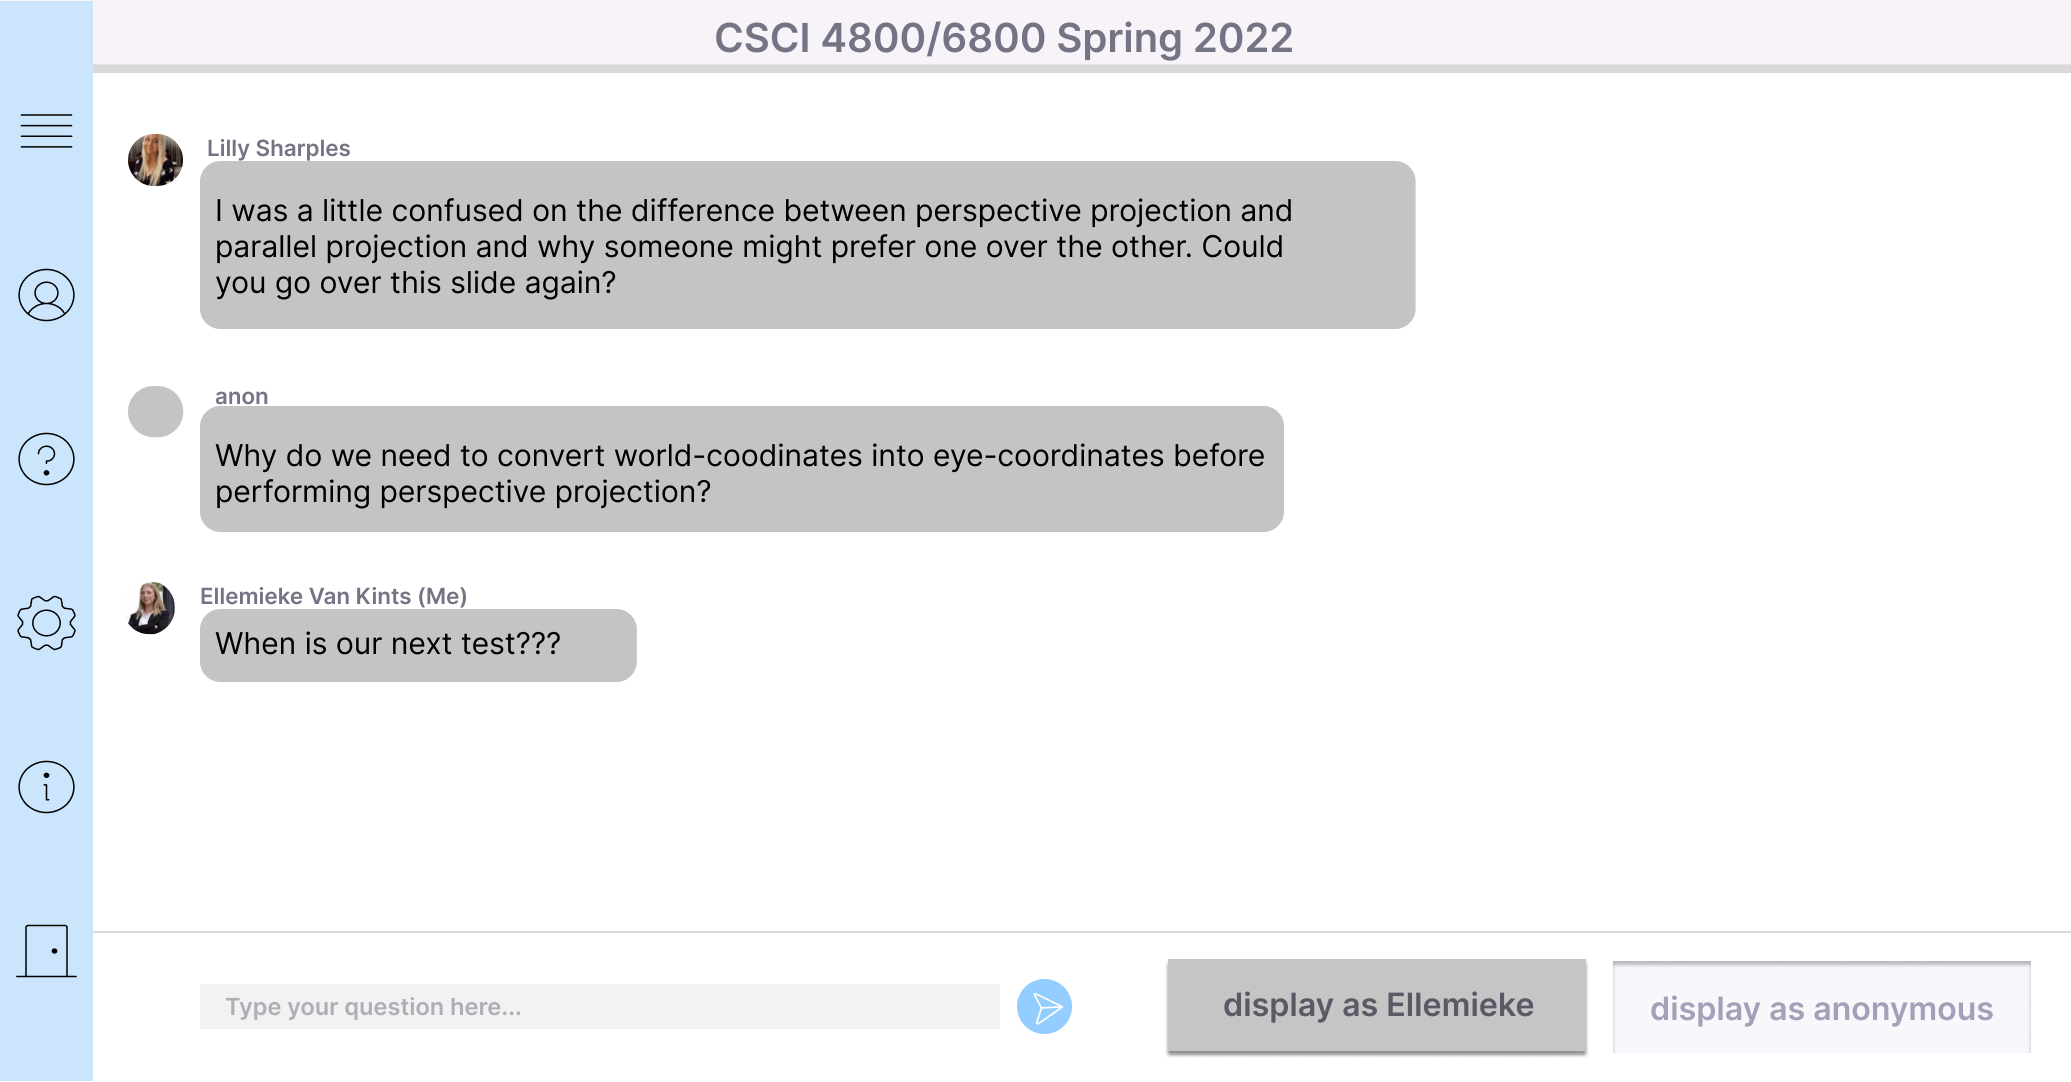 CSCI 4800/6800 Spring 2022
Lilly Sharples
I was a little confused on the difference between perspective projection and
parallel projection and why someone might prefer one over the other. Could
you go over this slide again?
anon
Why do we need to convert world-coodinates into eye-coordinates before
performing perspective projection?
Ellemieke Van Kints (Me)
When is our next test???
Type your question here...
display as Ellemieke
display as anonymous